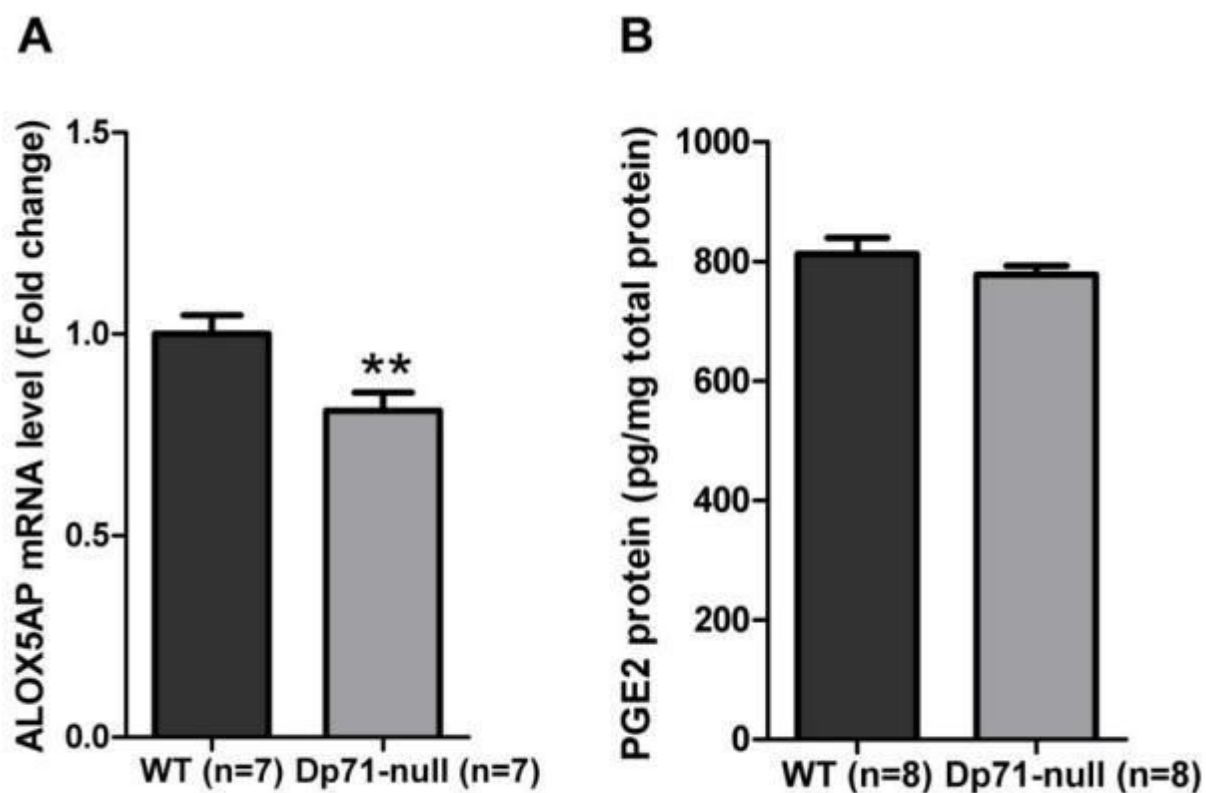 A
ALOX5AP mRNA level (Fold change)
1.5
1.0
**
0.5
0.0
WT (n=7) Dp71-null (n=7)
B
PGE2 protein (pg/mg total protein)
1000
800
600
400
200
0
WT (n=8) Dp71-null (n=8)